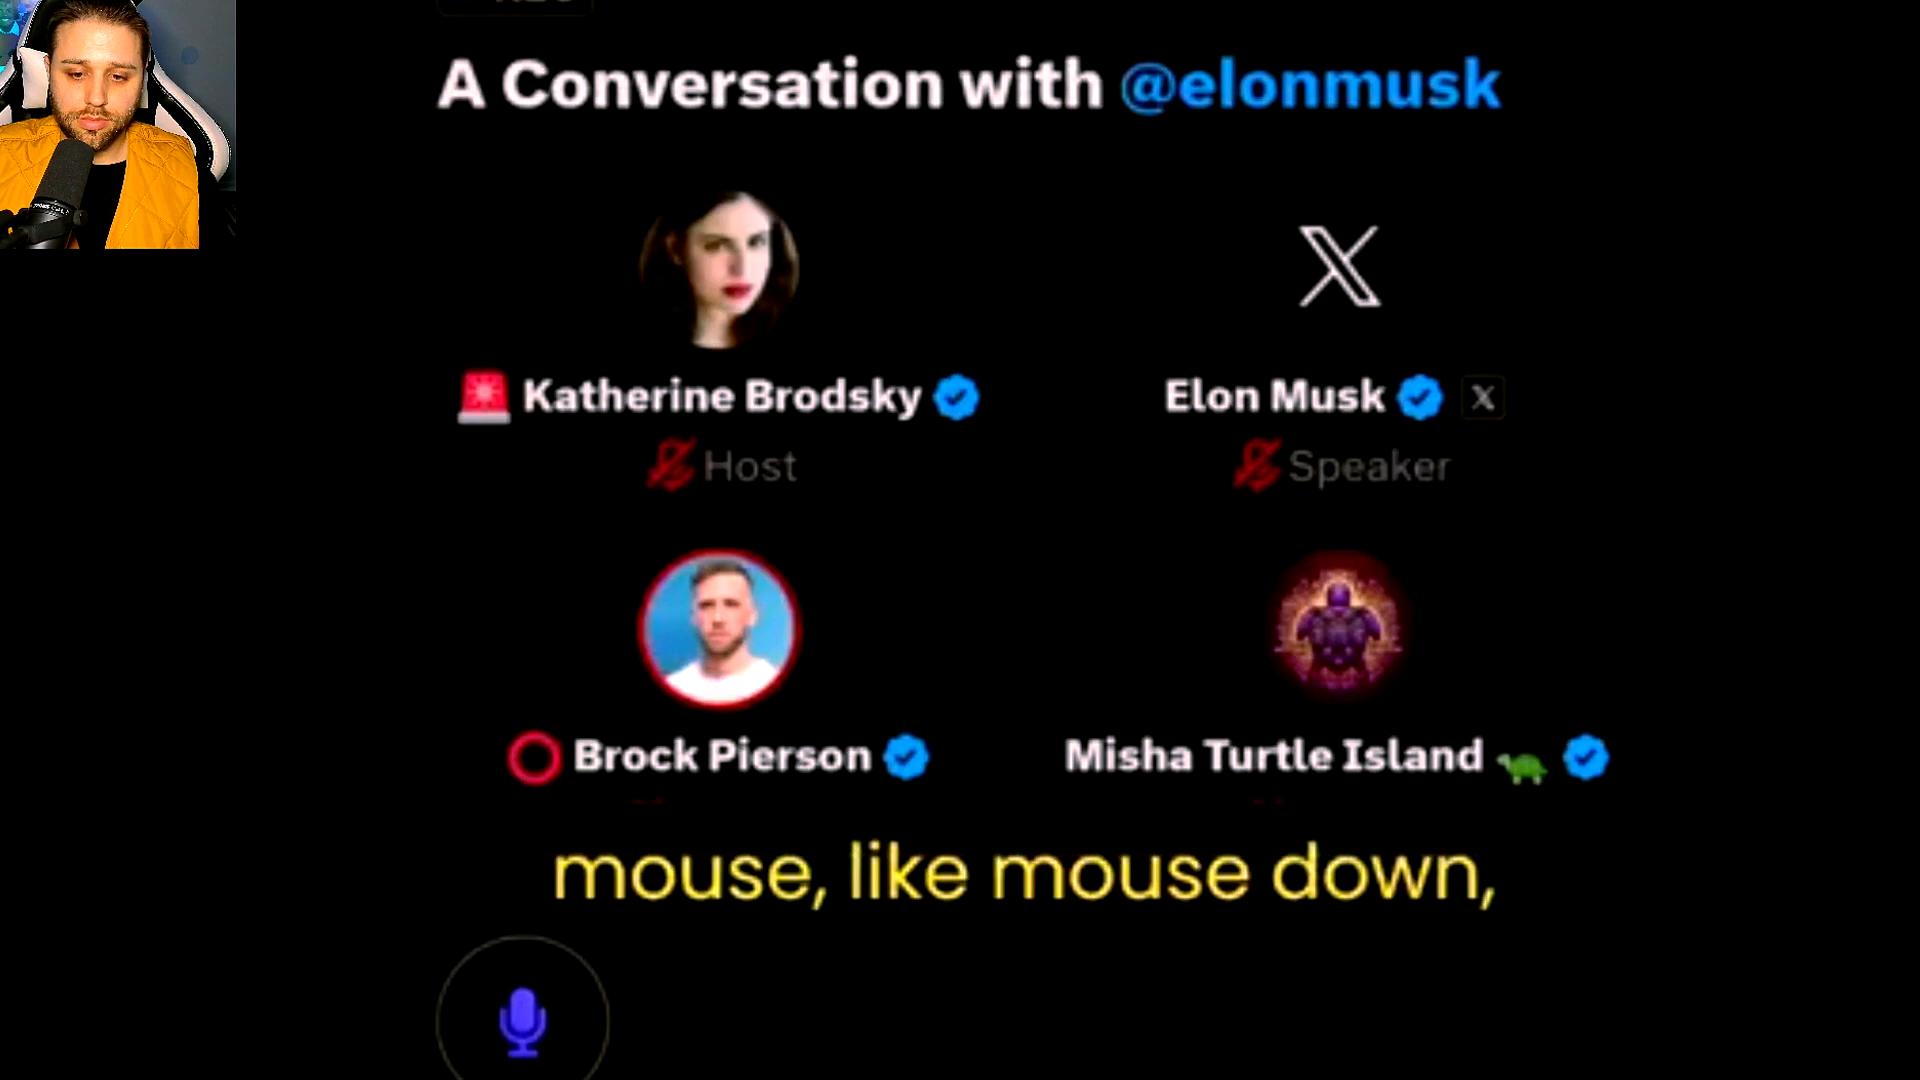 A Conversation with @elonmusk
Katherine Brodsky
Elon Musk
Host
Speaker
Brock Pierson
Misha Turtle Island
mouse, like mouse down,